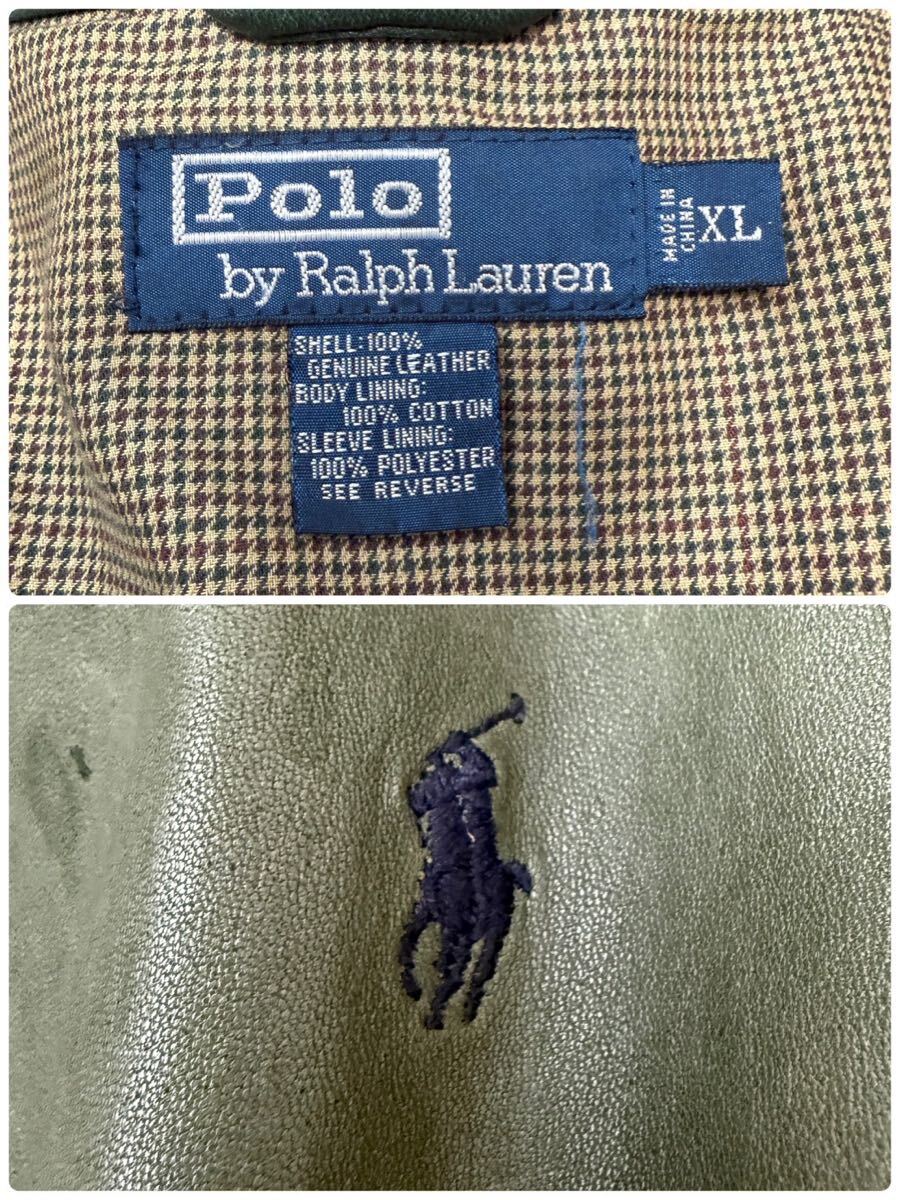 Polo
by Ralph Lauren
MADE IN
CHINA
XL
SHELL: 100%
GENUINE LEATHER
BODY LINING:
100% COTTON
SLEEVE LINING:
100% POLYESTER
SEE REVERSE